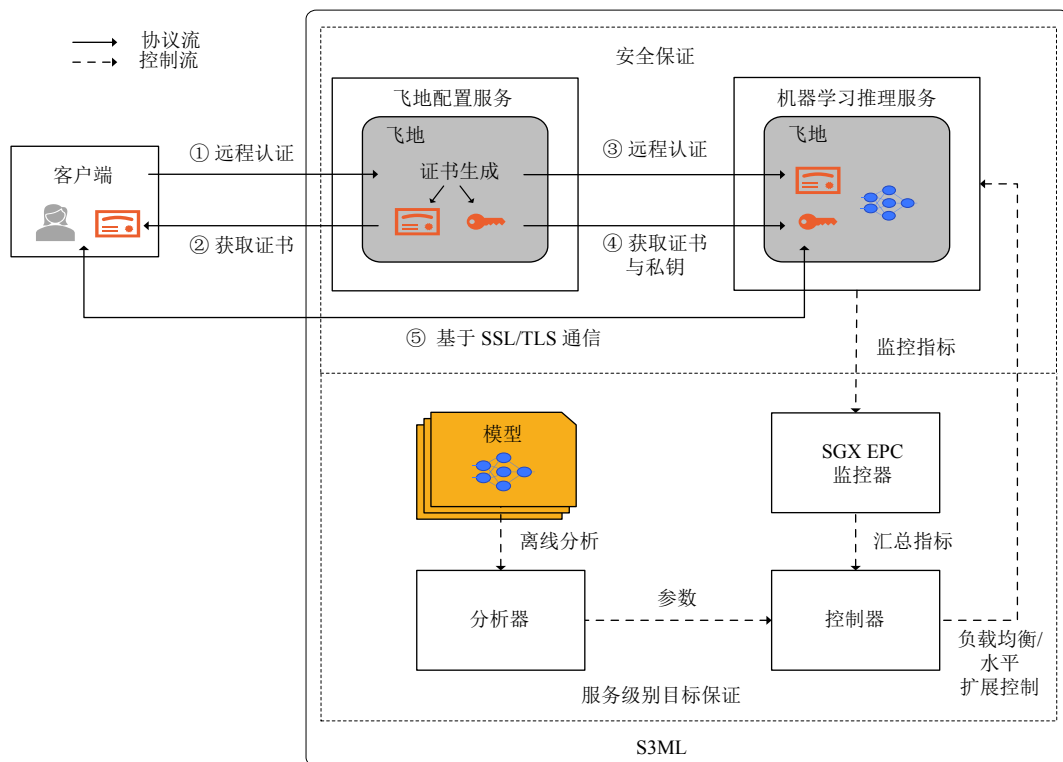 协议流
控制流
安全保证
飞地配置服务
机器学习推理服务
飞地
飞地
客户端
① 远程认证
证书生成
③ 远程认证
② 获取证书
④ 获取证书
与私钥
⑤ 基于 SSL/TLS 通信
监控指标
模型
SGX EPC
监控器
离线分析
汇总指标
分析器
参数
控制器
负载均衡/
水平
扩展控制
服务级别目标保证
S3ML